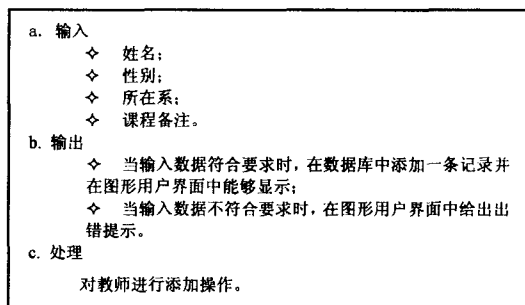 a. 输入
✧ 姓名;
✧ 性别;
✧ 所在系;
✧ 课程备注。
b. 输出
✧ 当输入数据符合要求时,在数据库中添加一条记录并
在图形用户界面中能够显示;
✧ 当输入数据不符合要求时,在图形用户界面中给出出
错提示。
c. 处理
对教师进行添加操作。